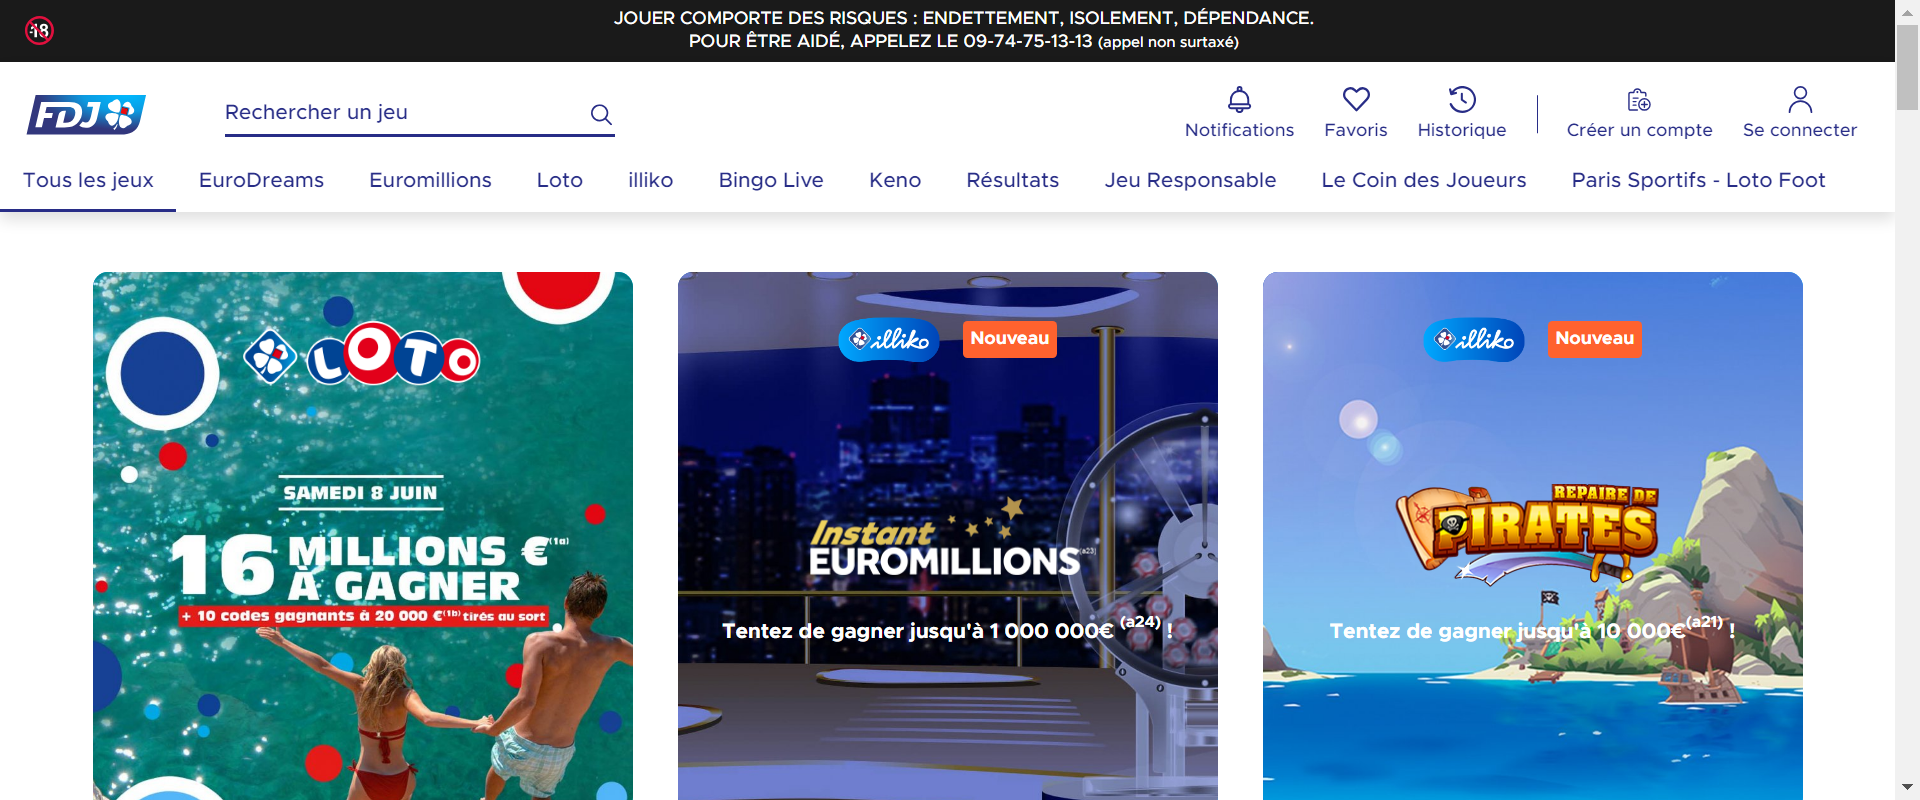 18
JOUER COMPORTE DES RISQUES : ENDETTEMENT, ISOLEMENT, DÉPENDANCE.
POUR ÊTRE AIDÉ, APPELEZ LE 09-74-75-13-13 (appel non surtaxé)
FDJ
Rechercher un jeu
Notifications
Favoris
Historique
Créer un compte
Se connecter
Tous les jeux
EuroDreams
Euromillions
Loto
illiko
Bingo Live
Keno
Résultats
Jeu Responsable
Le Coin des Joueurs
Paris Sportifs - Loto Foot
LOTO
SAMEDI 8 JUIN
16 MILLIONS €(1a)
À GAGNER
+ 10 codes gagnants à 20 000 €(1b) tirés au sort
illiko
Nouveau
Instant
EUROMILLIONS(a23)
Tentez de gagner jusqu'à 1 000 000€ (a24) !
illiko
Nouveau
REPAIRE DE
PIRATES
Tentez de gagner jusqu'à 10 000€(a21) !